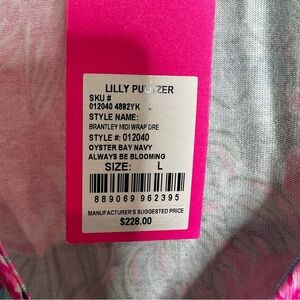 LILLY PULITZER
SKU #
012040 4892YK L
STYLE NAME:
BRANTLEY MIDI WRAP DRE
STYLE #: 012040
OYSTER BAY NAVY
ALWAYS BE BLOOMING
SIZE: L
889069 962395
MANUFACTURER'S SUGGESTED PRICE
$228.00